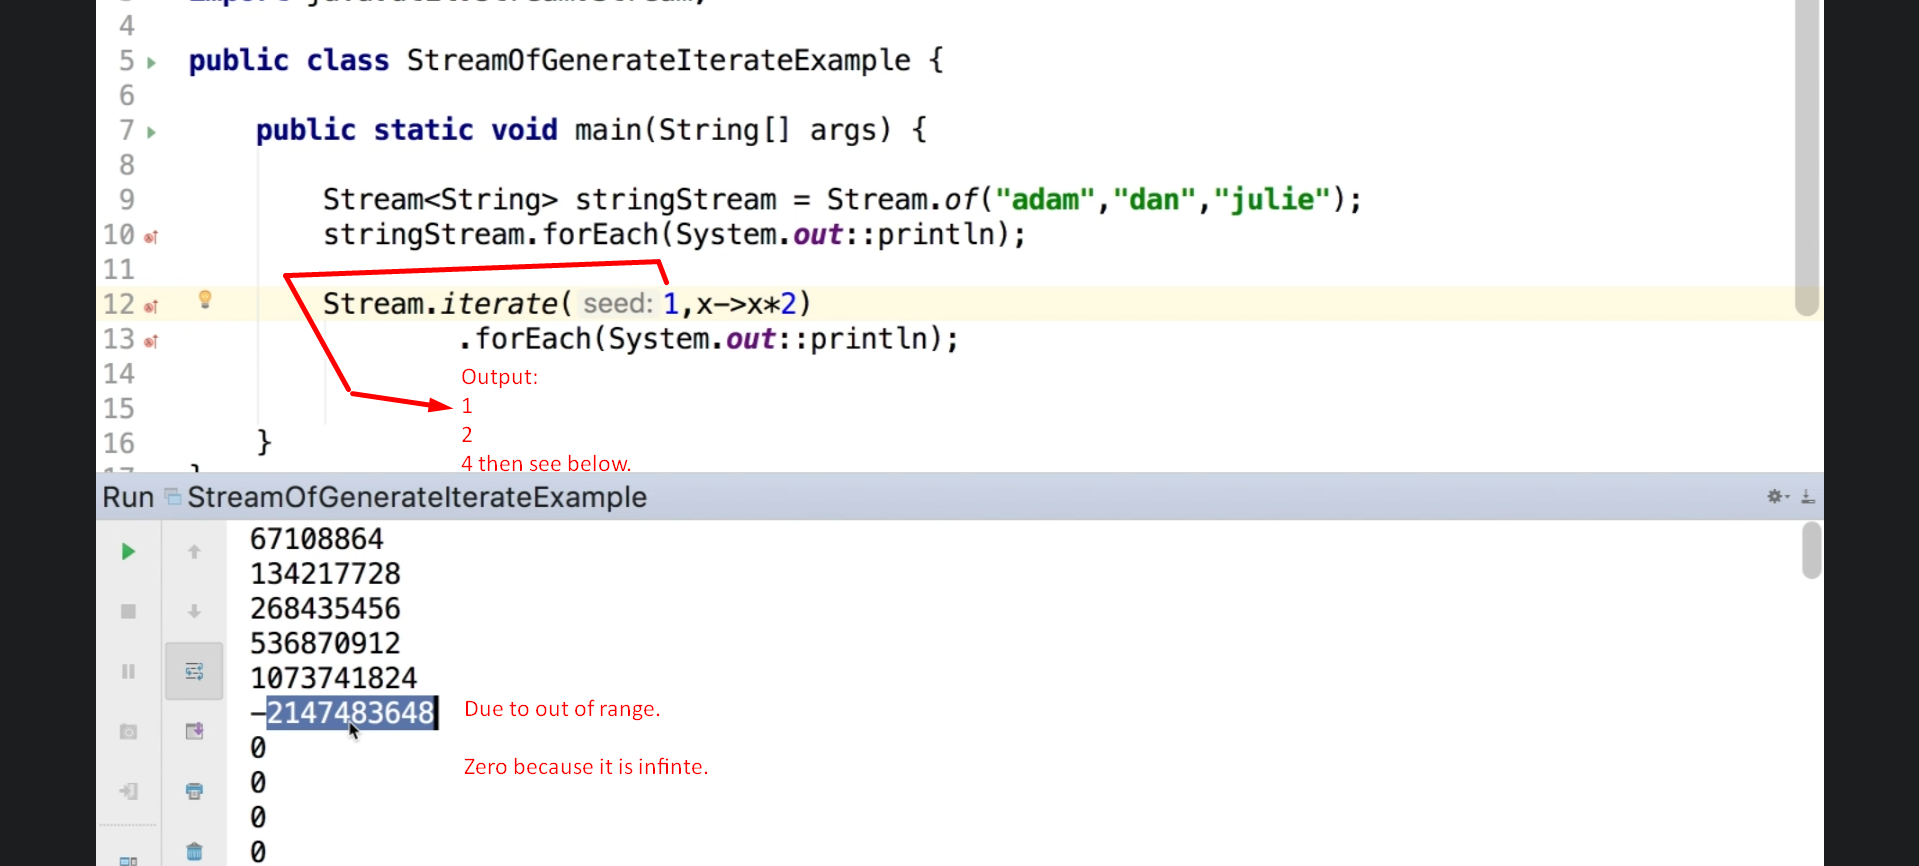 4
5 public class StreamOfGenerateIterateExample {
6
7 public static void main(String[] args) {
8
9 Stream<String> stringStream = Stream.of("adam","dan","julie");
10 stringStream.forEach(System.out::println);
11
12 Stream.iterate( seed: 1,x->x*2)
13 .forEach(System.out::println);
14 Output:
15 1
2
16 }
4 then see below.
Run StreamOfGenerateIterateExample
67108864
134217728
268435456
536870912
1073741824
-2147483648 Due to out of range.
0
Zero because it is infinte.
0
0
0